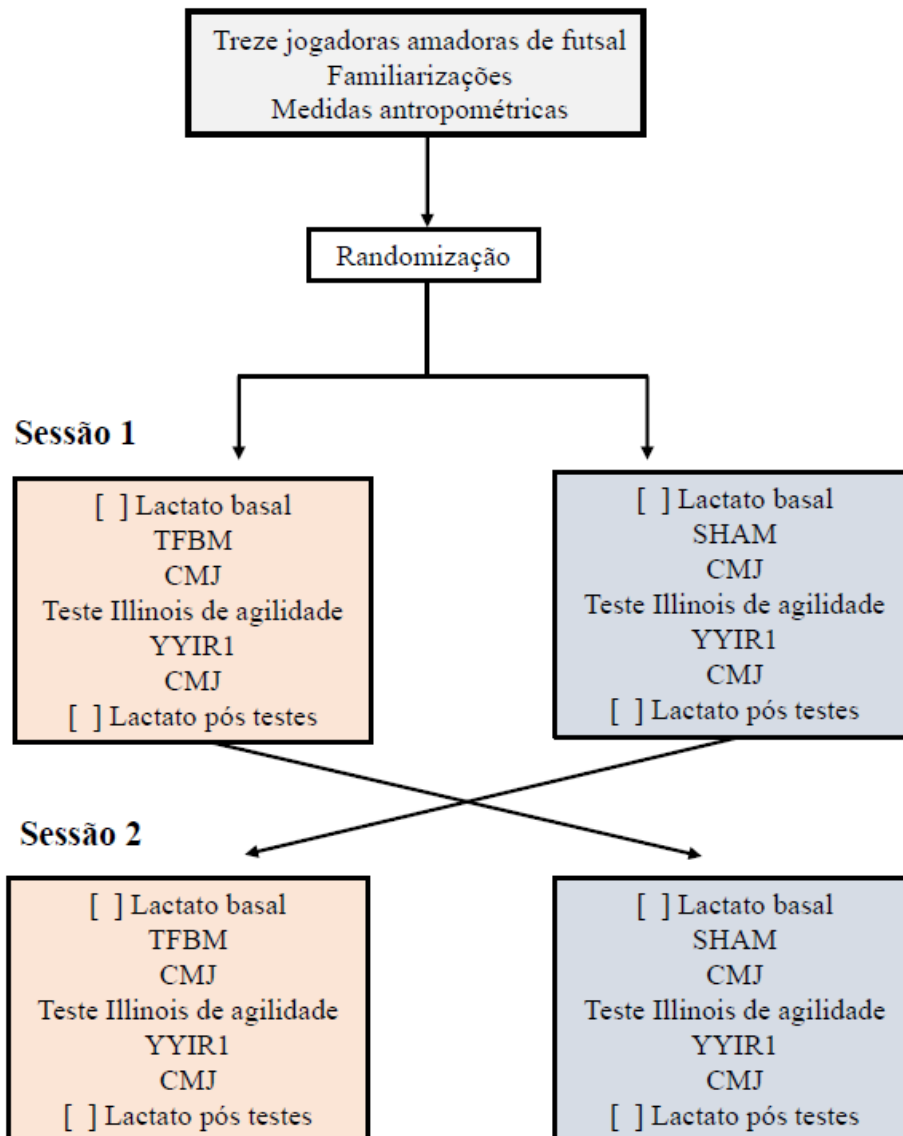 Treze jogadoras amadoras de futsal
Familiarizações
Medidas antropométricas
Randomização
Sessão 1
[ ] Lactato basal
TFBM
CMJ
Teste Illinois de agilidade
YYIR1
CMJ
[ ] Lactato pós testes
[ ] Lactato basal
SHAM
CMJ
Teste Illinois de agilidade
YYIR1
CMJ
[ ] Lactato pós testes
Sessão 2
[ ] Lactato basal
TFBM
CMJ
Teste Illinois de agilidade
YYIR1
CMJ
[ ] Lactato pós testes
[ ] Lactato basal
SHAM
CMJ
Teste Illinois de agilidade
YYIR1
CMJ
[ ] Lactato pós testes